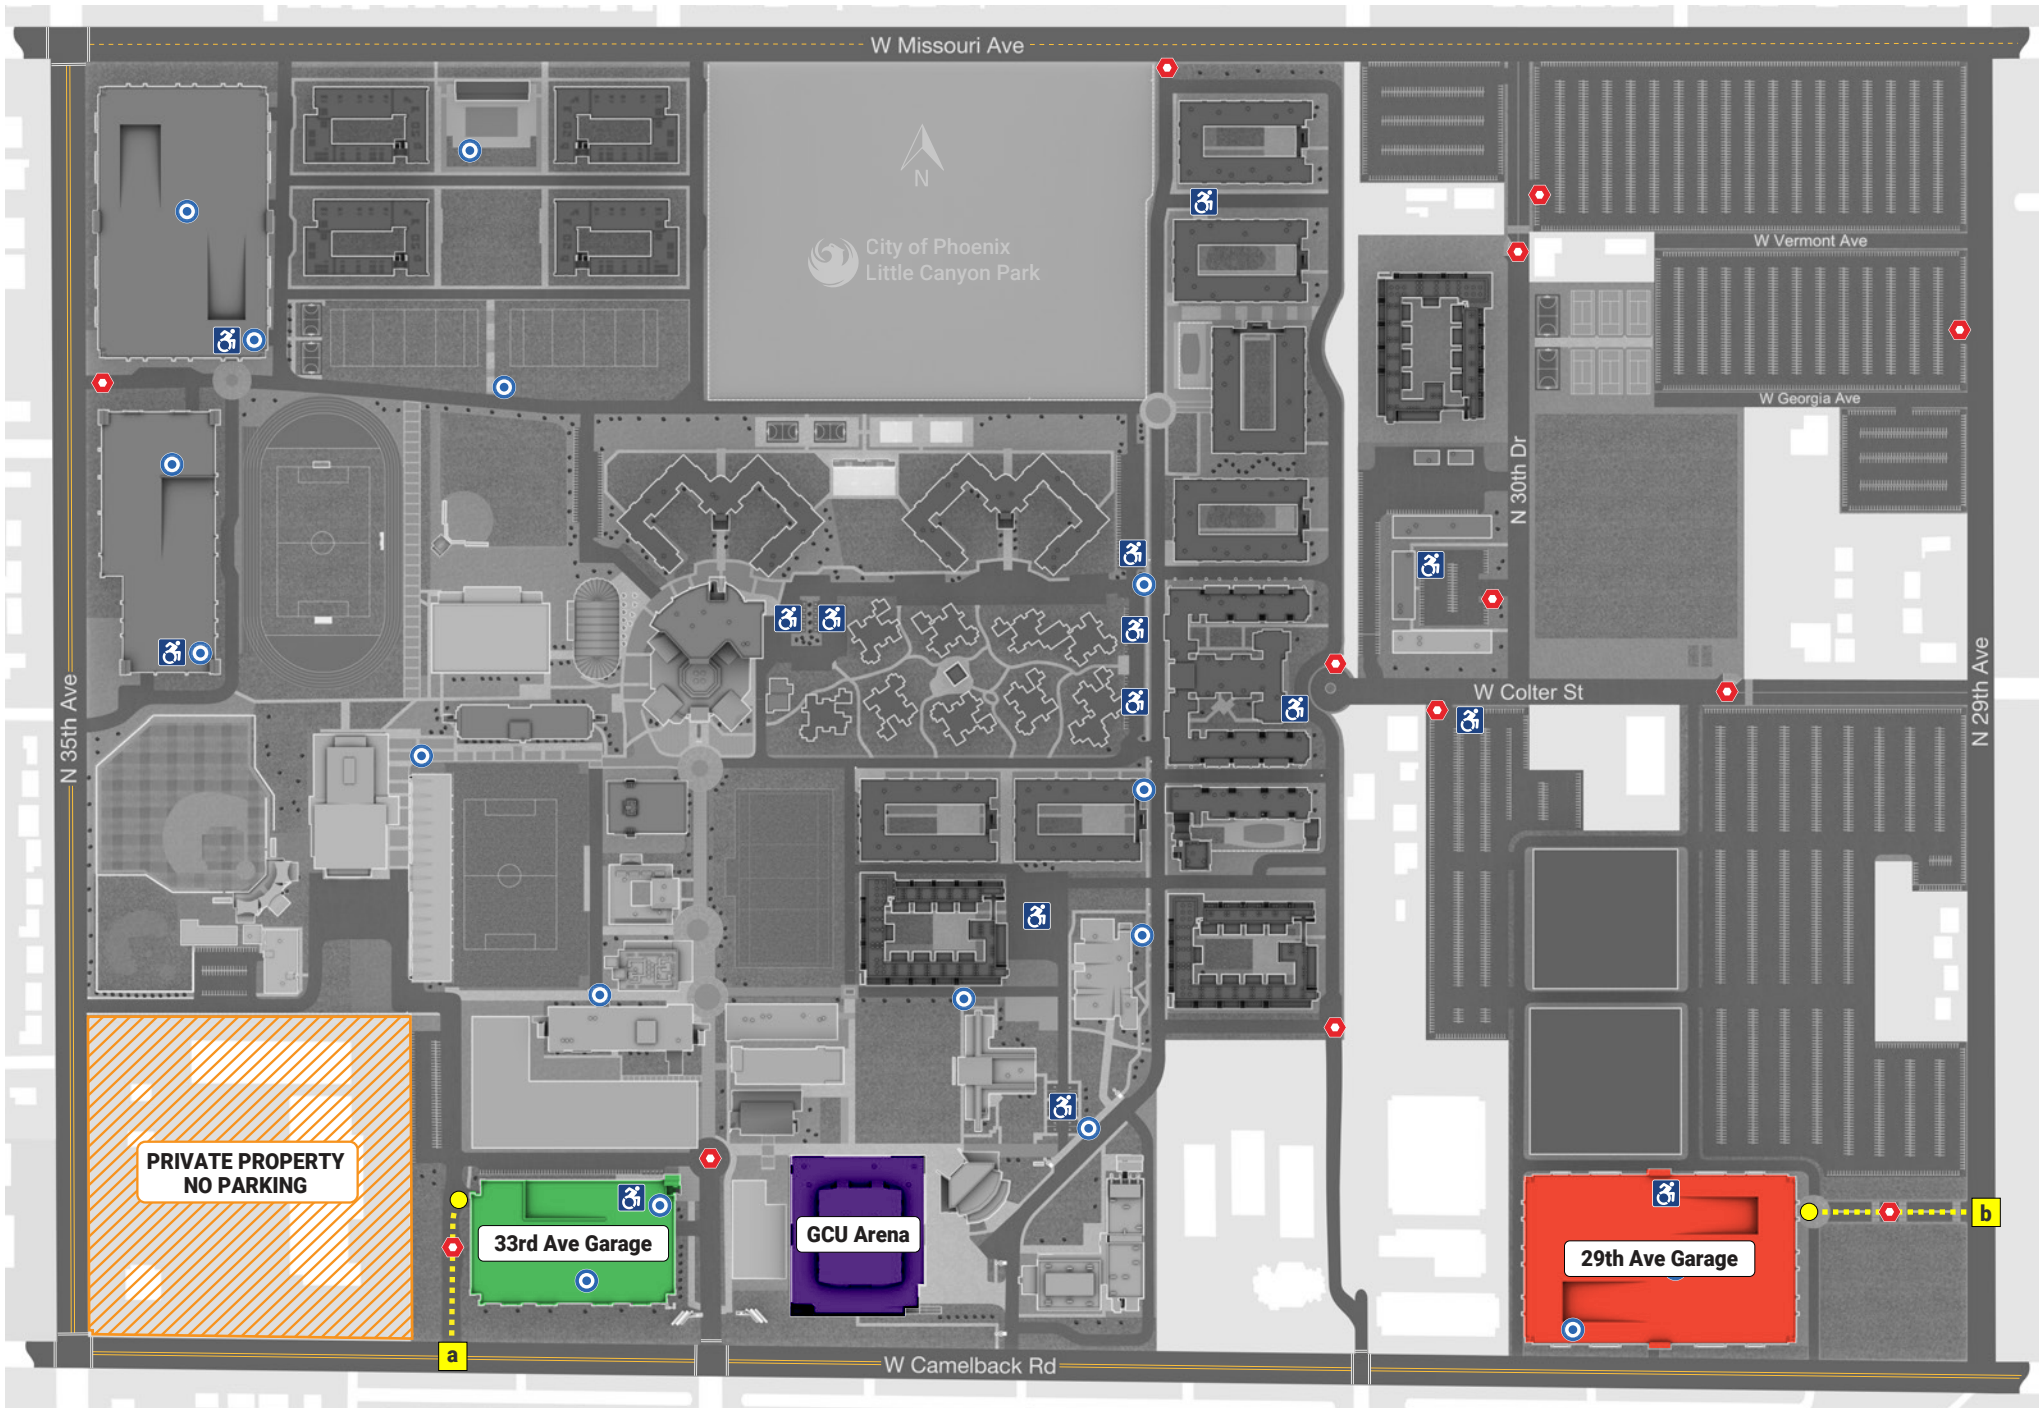 W Missouri Ave
N
City of Phoenix
Little Canyon Park
W Vermont Ave
W Georgia Ave
N 30th Dr
N 35th Ave
W Colter St
N 29th Ave
PRIVATE PROPERTY
NO PARKING
33rd Ave Garage
GCU Arena
29th Ave Garage
b
a
W Camelback Rd